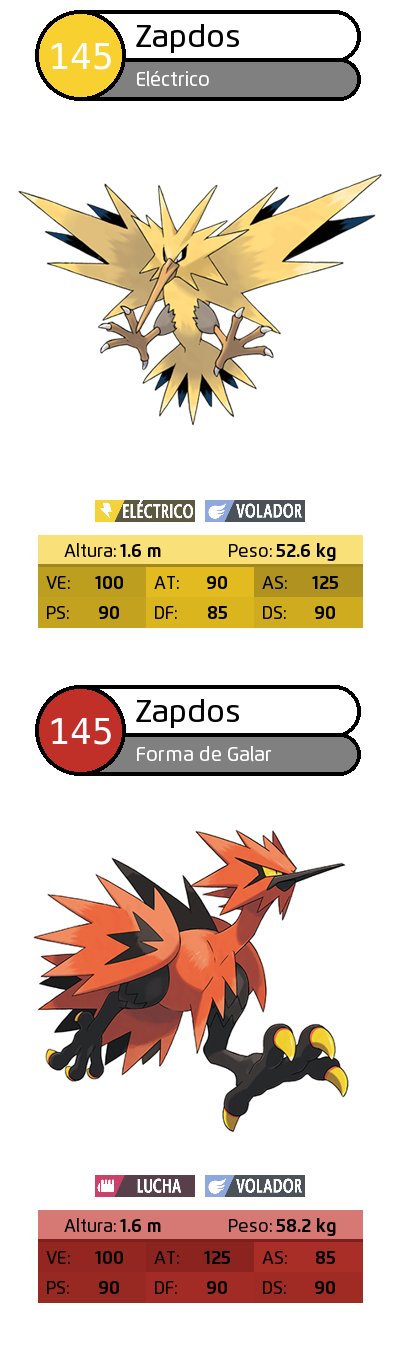 145
Zapdos
Eléctrico
ELÉCTRICO VOLADOR
Altura: 1.6 m Peso: 52.6 kg
VE: 100 AT: 90 AS: 125
PS: 90 DF: 85 DS: 90
145
Zapdos
Forma de Galar
LUCHA VOLADOR
Altura: 1.6 m Peso: 58.2 kg
VE: 100 AT: 125 AS: 85
PS: 90 DF: 90 DS: 90